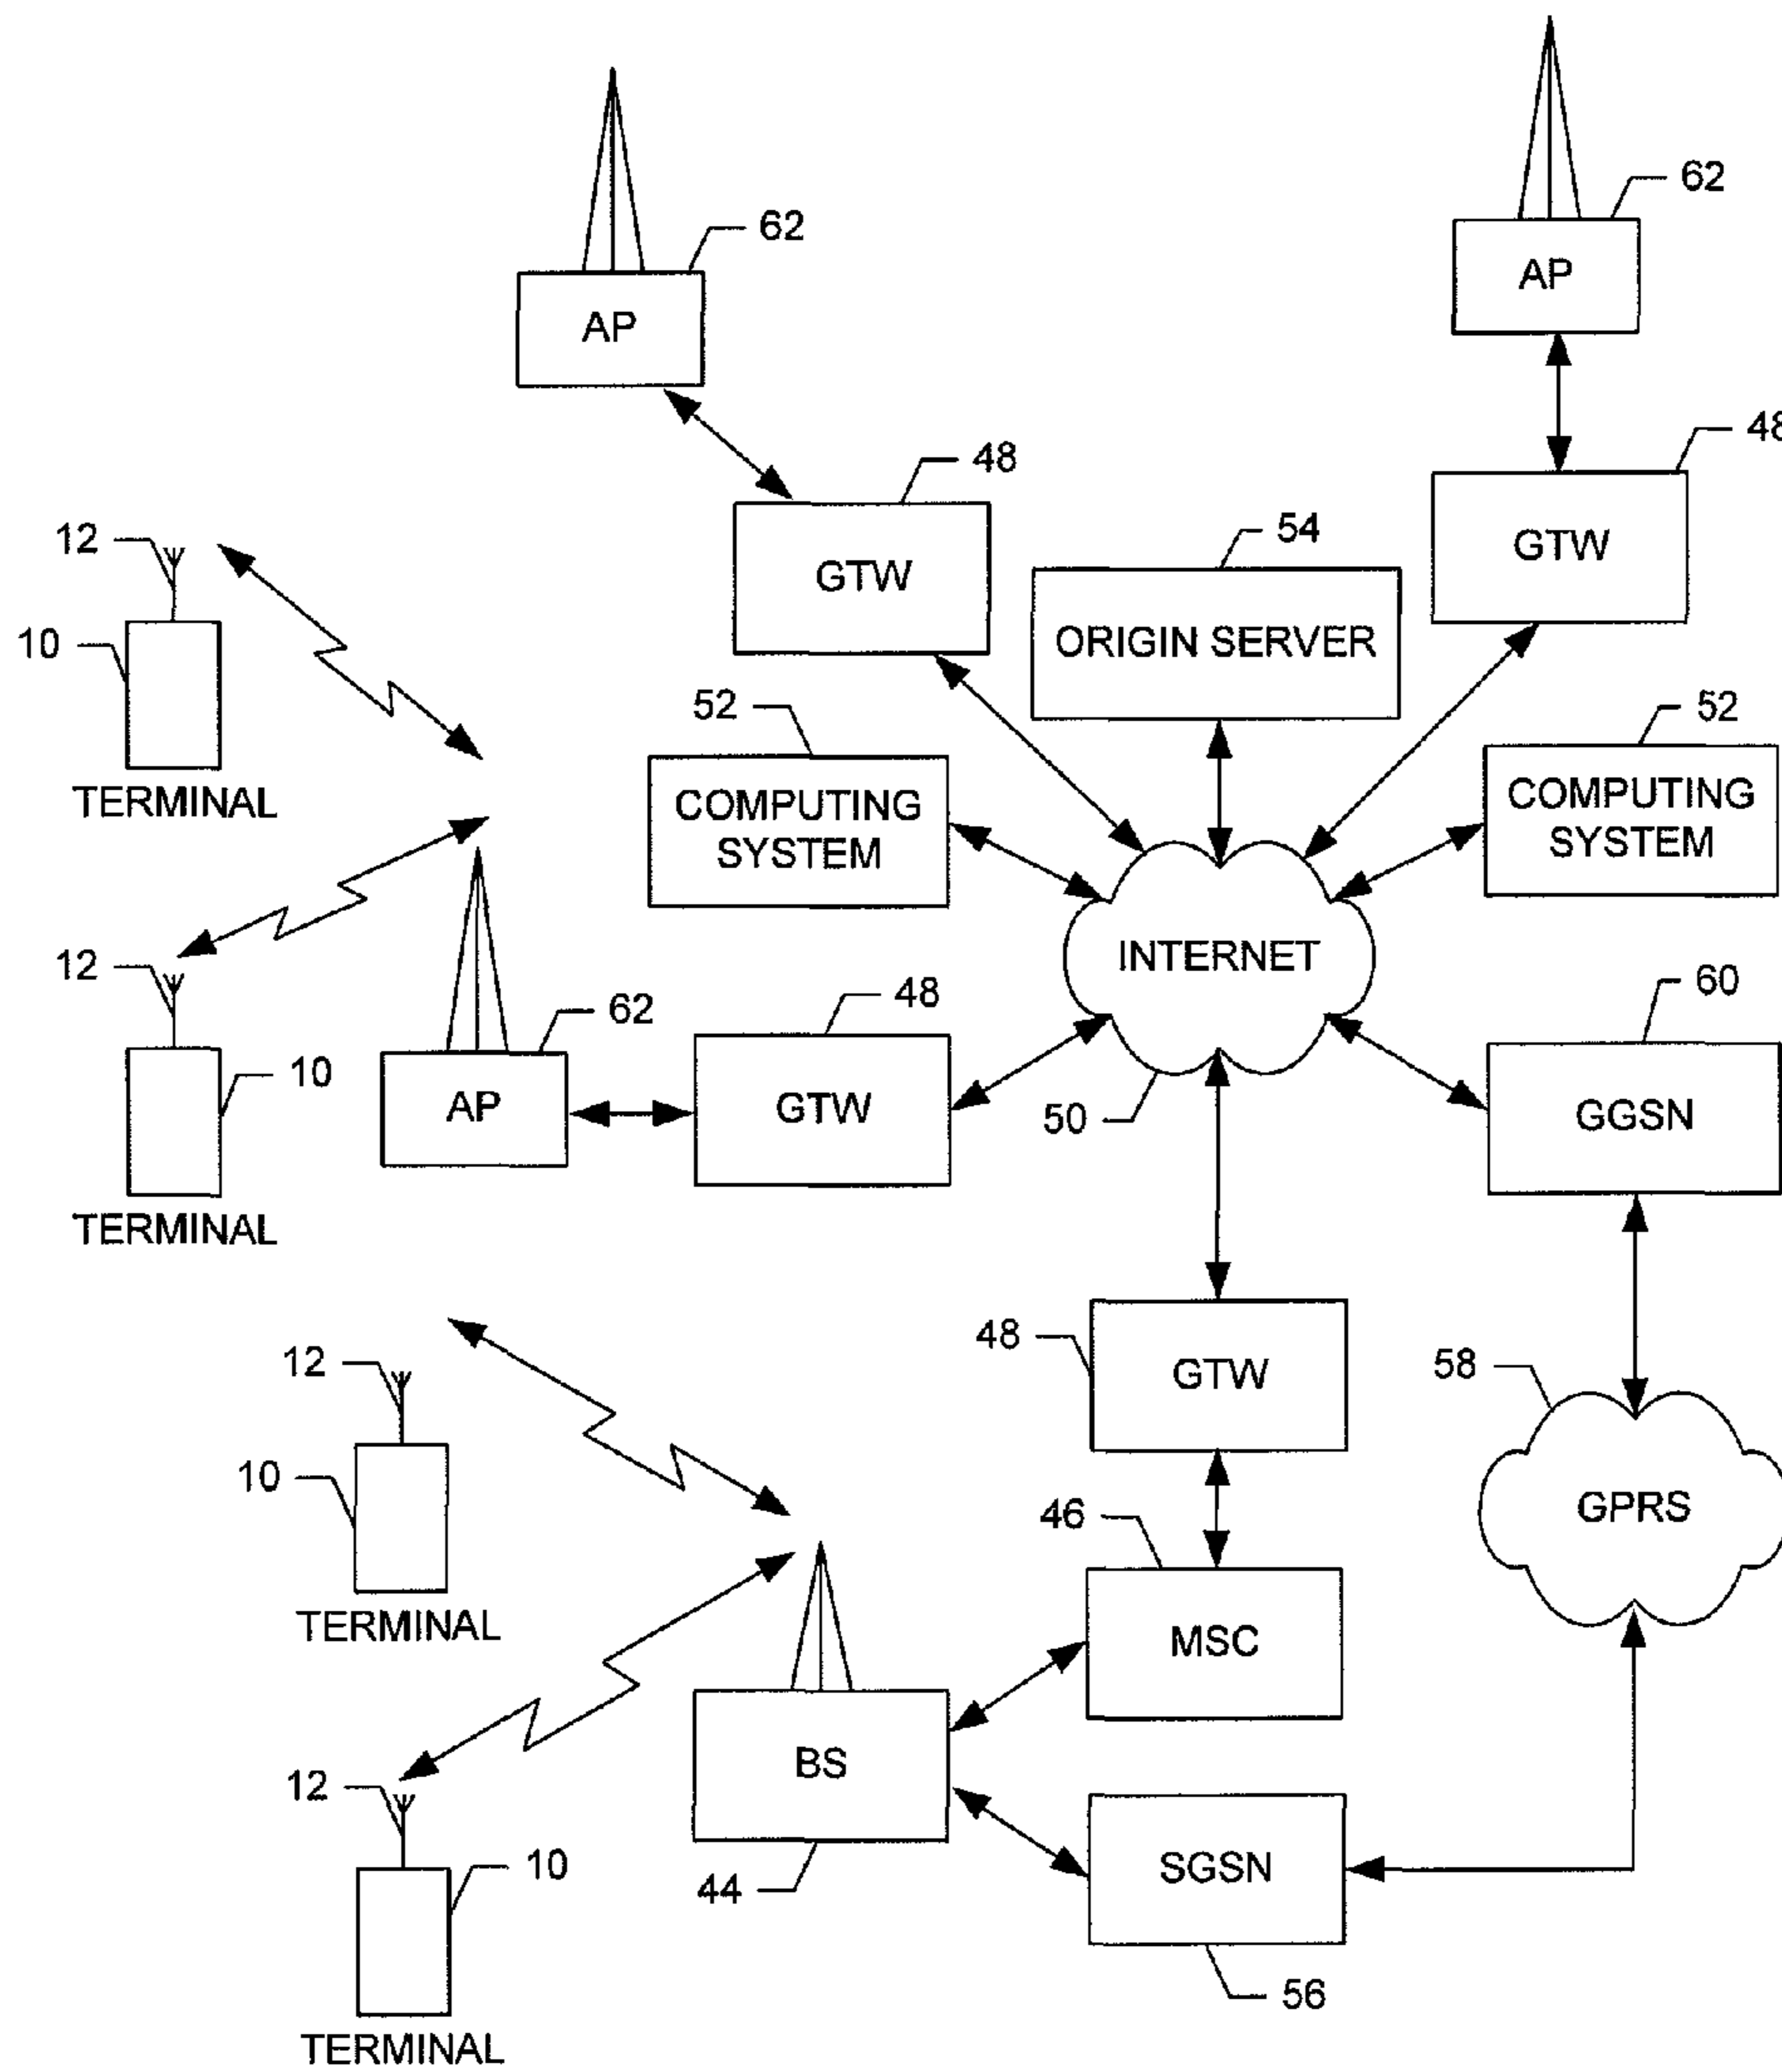 62
AP
62
AP
48
GTW
48
GTW
54
ORIGIN SERVER
12
10
TERMINAL
52
COMPUTING
SYSTEM
52
COMPUTING
SYSTEM
INTERNET
50
12
10
TERMINAL
62
AP
48
GTW
60
GGSN
48
GTW
58
GPRS
12
10
TERMINAL
46
MSC
BS
44
12
10
TERMINAL
SGSN
56